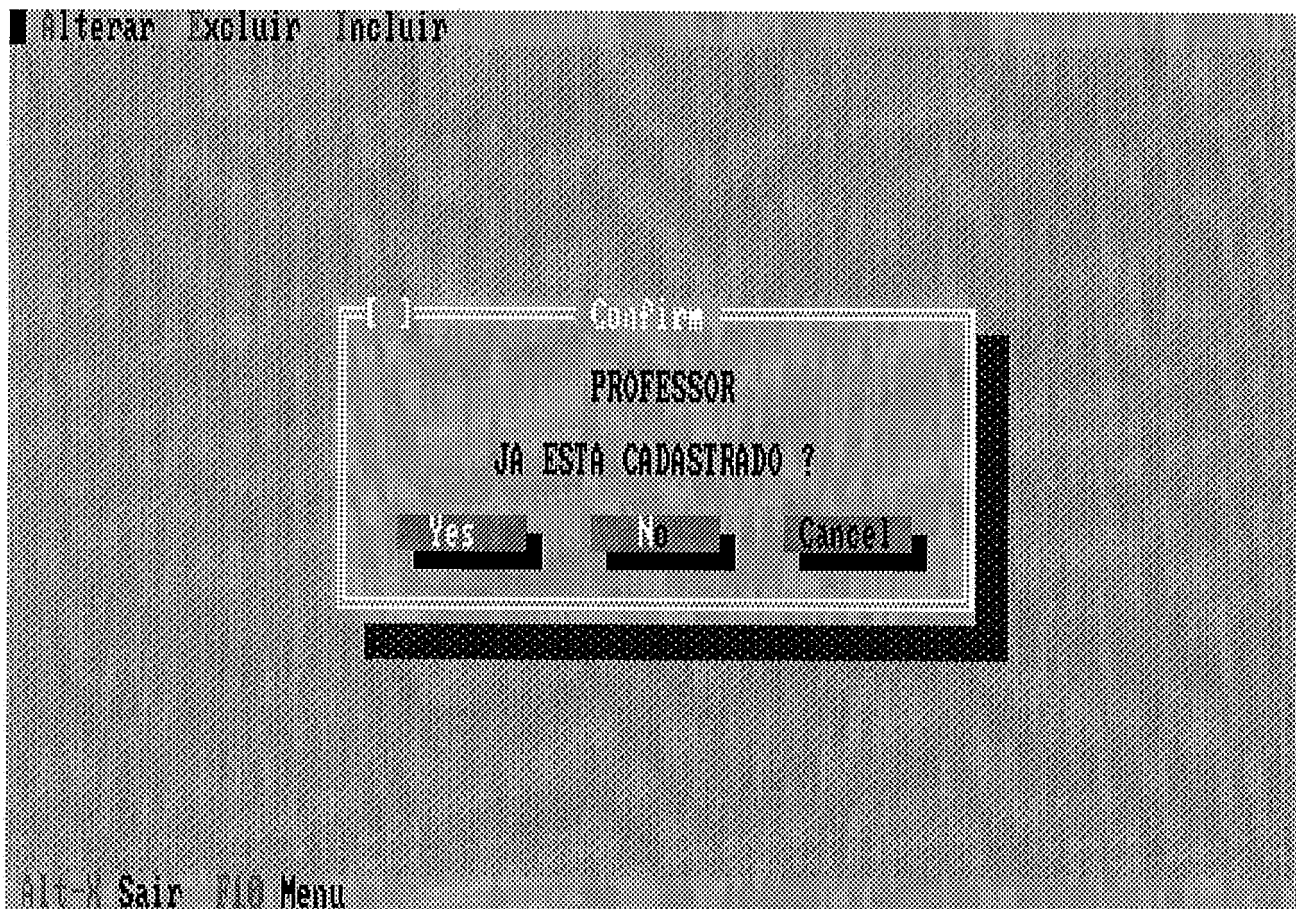 Alterar Excluir Incluir
[ ] Confirm
PROFESSOR
JA ESTA CADASTRADO ?
Yes No Cancel
Alt-X Sair F10 Menu